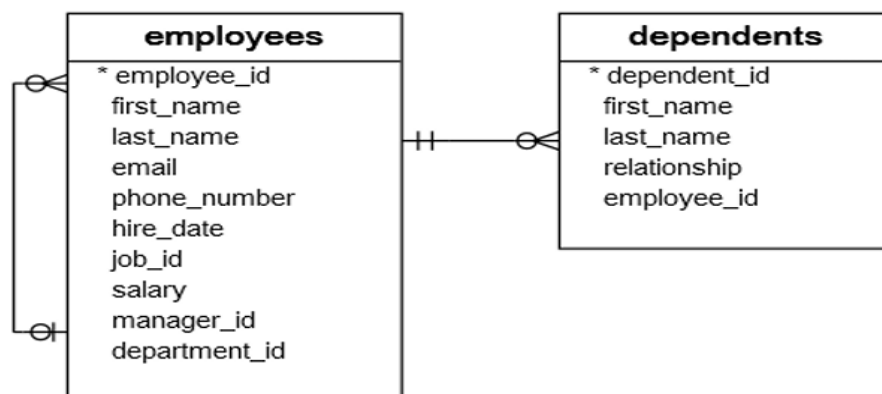 employees
* employee_id
first_name
last_name
email
phone_number
hire_date
job_id
salary
manager_id
department_id
dependents
* dependent_id
first_name
last_name
relationship
employee_id